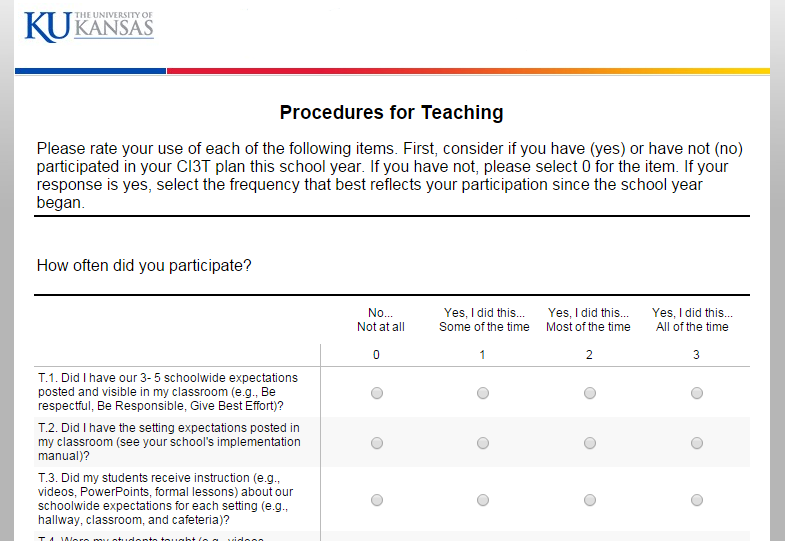 KU THE UNIVERSITY OF
KANSAS
Procedures for Teaching
Please rate your use of each of the following items. First, consider if you have (yes) or have not (no)
participated in your CI3T plan this school year. If you have not, please select 0 for the item. If your
response is yes, select the frequency that best reflects your participation since the school year
began.
How often did you participate?
No... Yes, I did this... Yes, I did this... Yes, I did this...
Not at all Some of the time Most of the time All of the time
0 1 2 3
T.1. Did I have our 3- 5 schoolwide expectations
posted and visible in my classroom (e.g., Be
respectful, Be Responsible, Give Best Effort)?
T.2. Did I have the setting expectations posted in
my classroom (see your school's implementation
manual)?
T.3. Did my students receive instruction (e.g.,
videos, PowerPoints, formal lessons) about our
schoolwide expectations for each setting (e.g.,
hallway, classroom, and cafeteria)?
T.4. Were my students taught (e.g., videos,